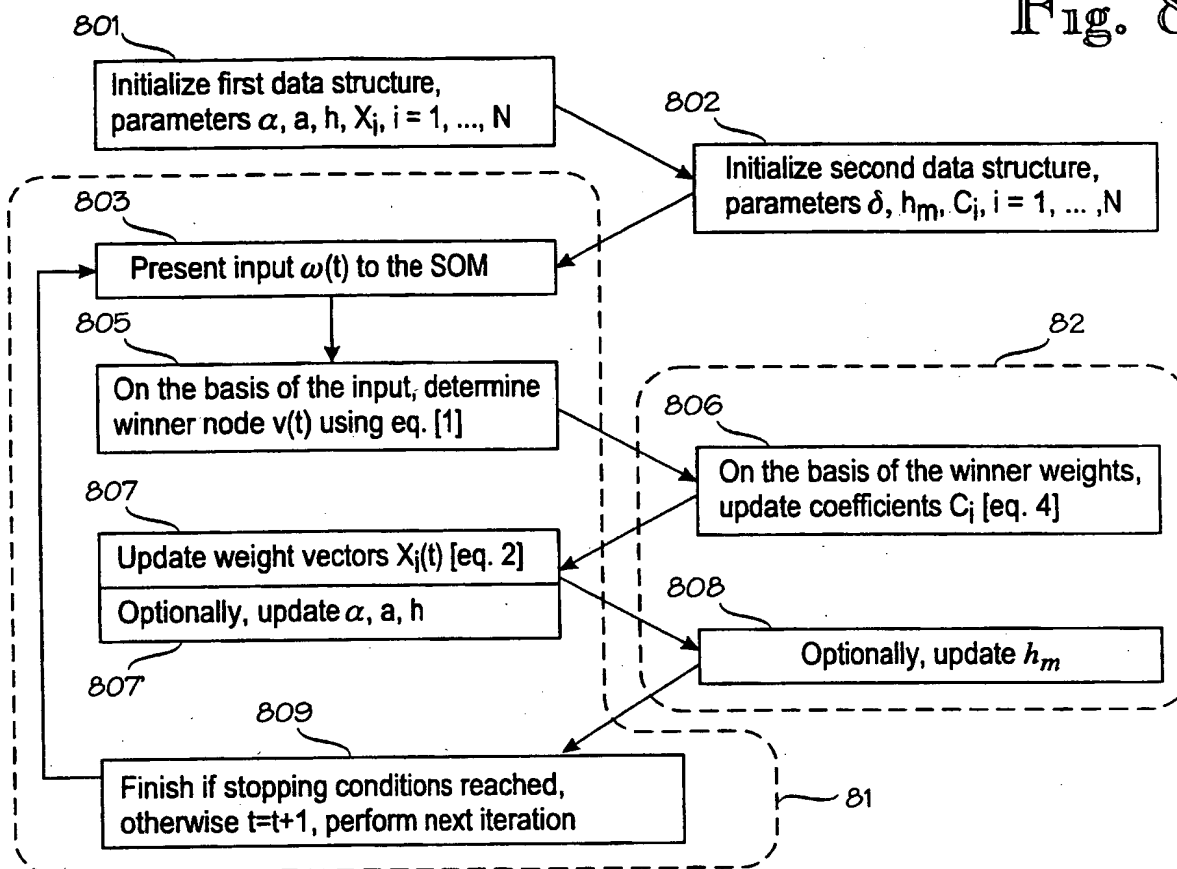 Fig. 8
801
Initialize first data structure,
parameters α, a, h, Xi, i = 1, ..., N
802
Initialize second data structure,
parameters δ, hm, Ci, i = 1, ... ,N
803
Present input ω(t) to the SOM
805
On the basis of the input, determine
winner node v(t) using eq. [1]
82
806
On the basis of the winner weights,
update coefficients Ci [eq. 4]
807
Update weight vectors Xi(t) [eq. 2]
Optionally, update α, a, h
807'
808
Optionally, update hm
809
Finish if stopping conditions reached,
otherwise t=t+1, perform next iteration
81